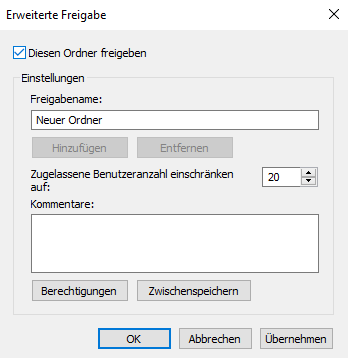 Erweiterte Freigabe
Diesen Ordner freigeben
Einstellungen
Freigabename:
Neuer Ordner
Hinzufügen Entfernen
Zugelassene Benutzeranzahl einschränken
auf:
20
Kommentare:
Berechtigungen Zwischenspeichern
OK Abbrechen Übernehmen